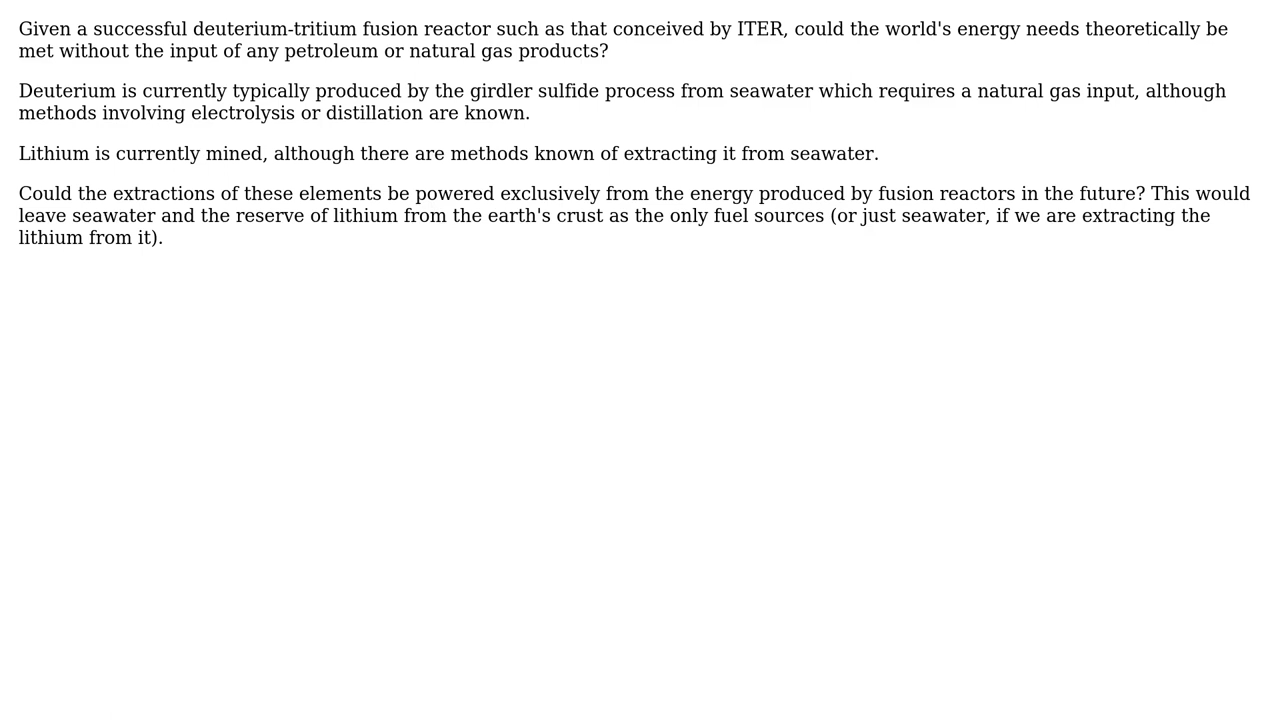 Given a successful deuterium-tritium fusion reactor such as that conceived by ITER, could the world's energy needs theoretically be
met without the input of any petroleum or natural gas products?
Deuterium is currently typically produced by the girdler sulfide process from seawater which requires a natural gas input, although
methods involving electrolysis or distillation are known.
Lithium is currently mined, although there are methods known of extracting it from seawater.
Could the extractions of these elements be powered exclusively from the energy produced by fusion reactors in the future? This would
leave seawater and the reserve of lithium from the earth's crust as the only fuel sources (or just seawater, if we are extracting the
lithium from it).